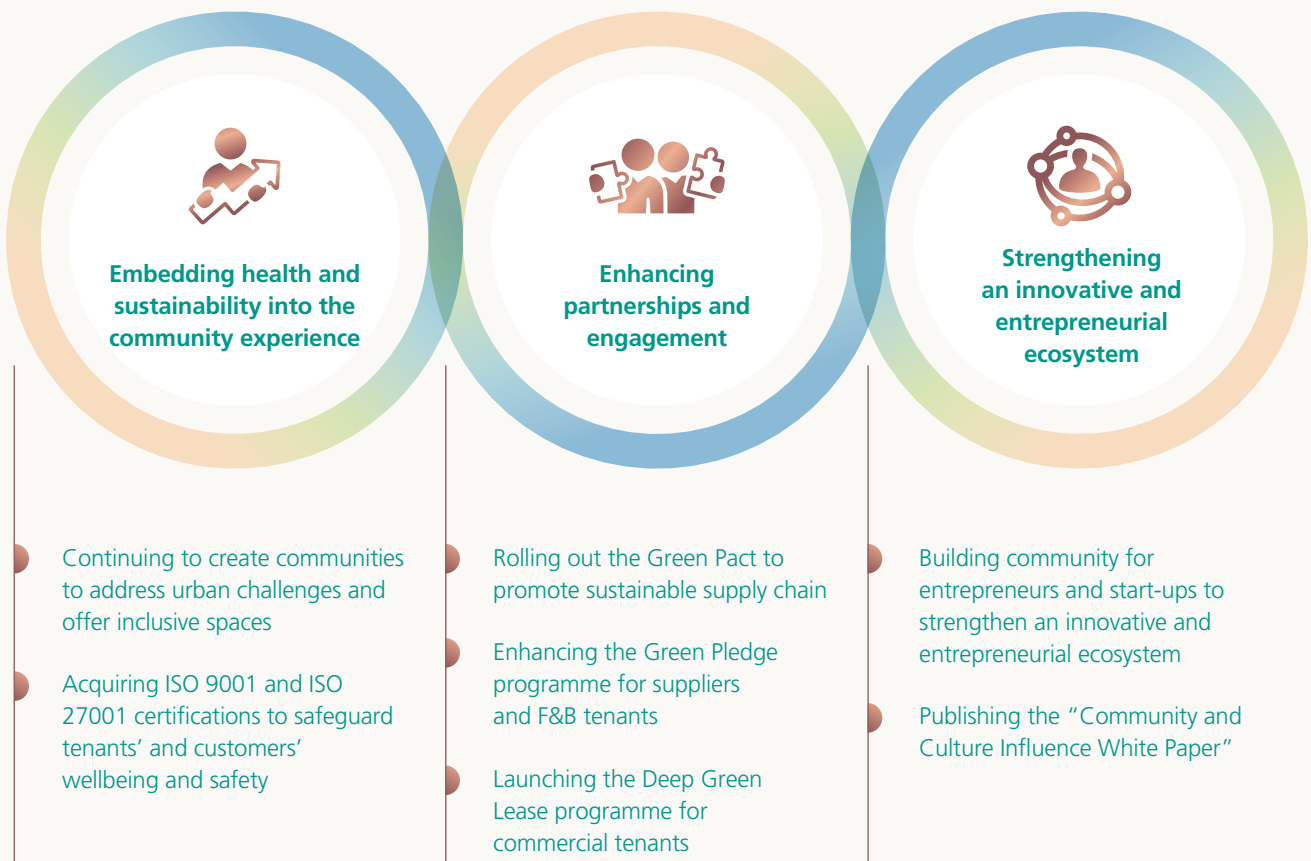 Embedding health and
sustainability into the
community experience
Enhancing
partnerships and
engagement
Strengthening
an innovative and
entrepreneurial
ecosystem
Continuing to create communities
to address urban challenges and
offer inclusive spaces
Acquiring ISO 9001 and ISO
27001 certifications to safeguard
tenants’ and customers’
wellbeing and safety
Rolling out the Green Pact to
promote sustainable supply chain
Enhancing the Green Pledge
programme for suppliers
and F&B tenants
Launching the Deep Green
Lease programme for
commercial tenants
Building community for
entrepreneurs and start-ups to
strengthen an innovative and
entrepreneurial ecosystem
Publishing the “Community and
Culture Influence White Paper”